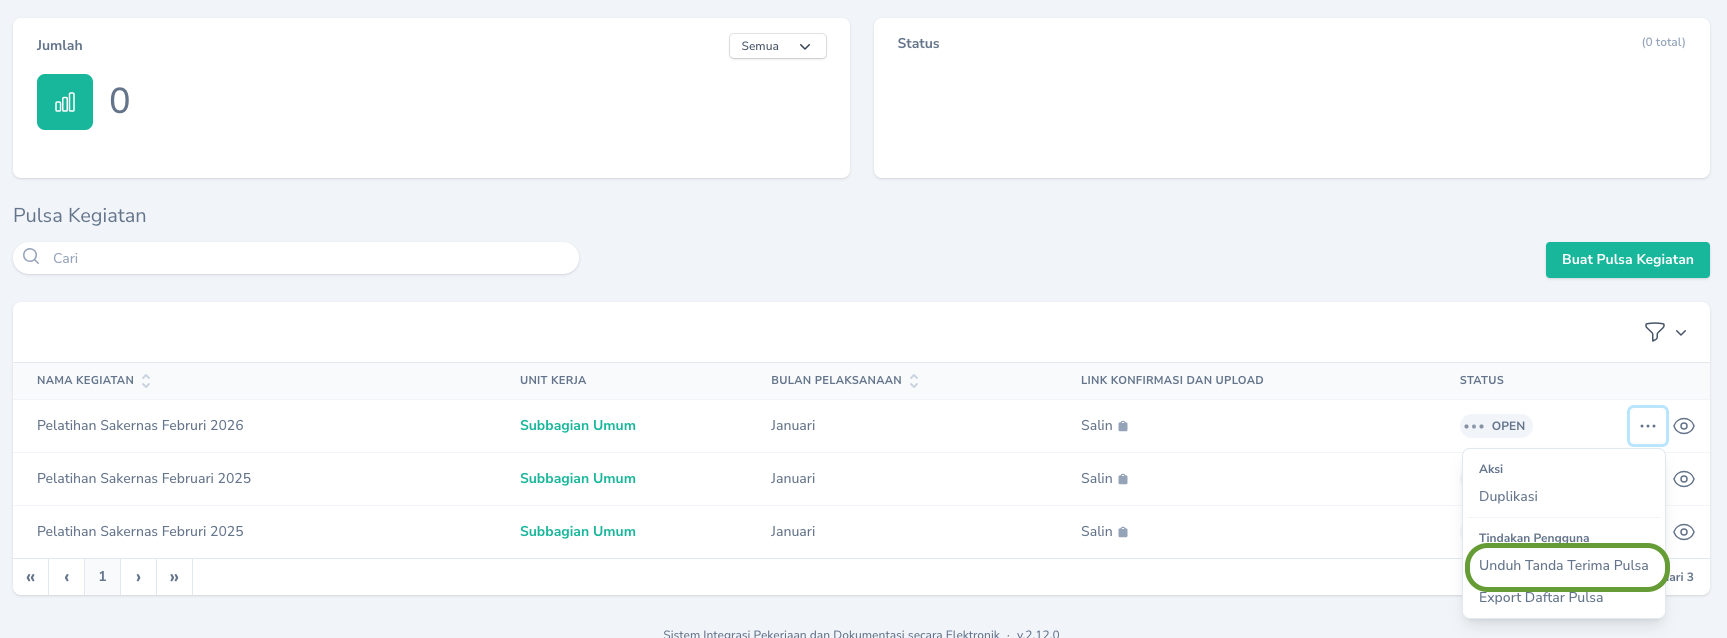 Jumlah
Semua
0
Status
(0 total)
Pulsa Kegiatan
Cari
Buat Pulsa Kegiatan
NAMA KEGIATAN UNIT KERJA BULAN PELAKSANAAN LINK KONFIRMASI DAN UPLOAD STATUS
Pelatihan Sakernas Februri 2026 Subbagian Umum Januari Salin OPEN
Pelatihan Sakernas Februari 2025 Subbagian Umum Januari Salin
Pelatihan Sakernas Februri 2025 Subbagian Umum Januari Salin
Aksi
Duplikasi
Tindakan Pengguna
Unduh Tanda Terima Pulsa
Export Daftar Pulsa
« ‹ 1 › »
ari 3
Sistem Integrasi Pekerjaan dan Dokumentasi secara Elektronik · v.2.12.0